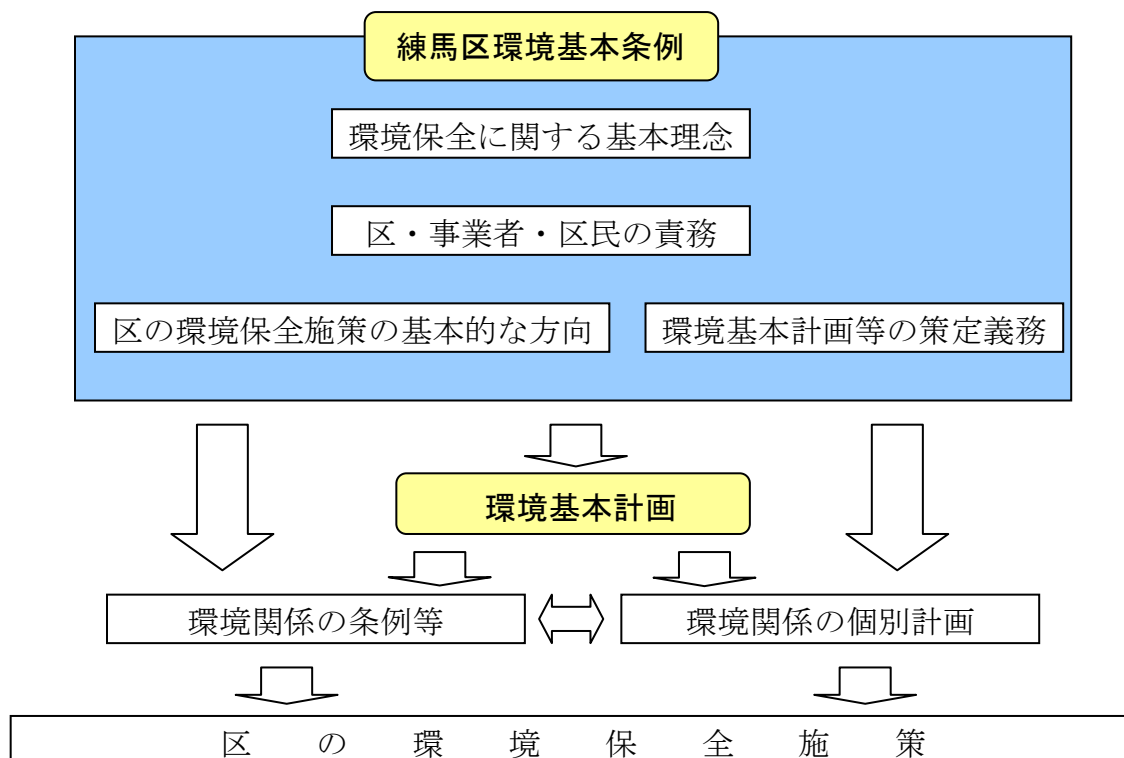 練馬区環境基本条例
環境保全に関する基本理念
区・事業者・区民の責務
区の環境保全施策の基本的な方向
環境基本計画等の策定義務
環境基本計画
環境関係の条例等
環境関係の個別計画
区の環境保全施策